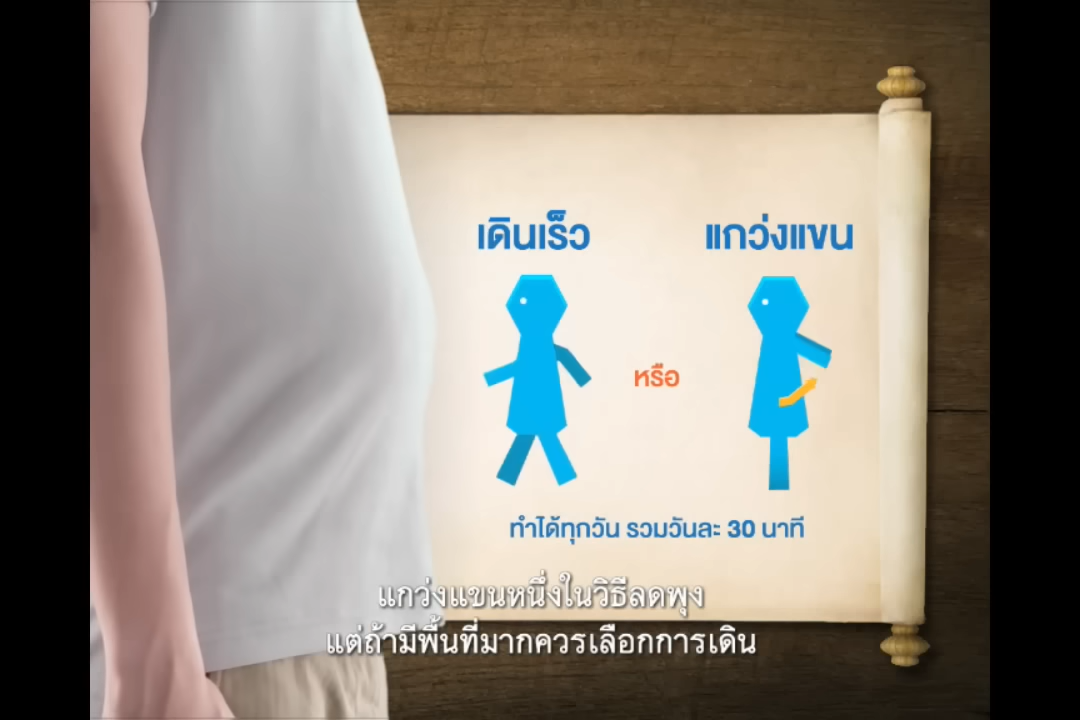 เดินเร็ว
แกว่งแขน
หรือ
ทำได้ทุกวัน รวมวันละ 30 นาที
แกว่งแขนหนึ่งในวิธีลดพุง
แต่ถ้ามีพื้นที่มากควรเลือกการเดิน